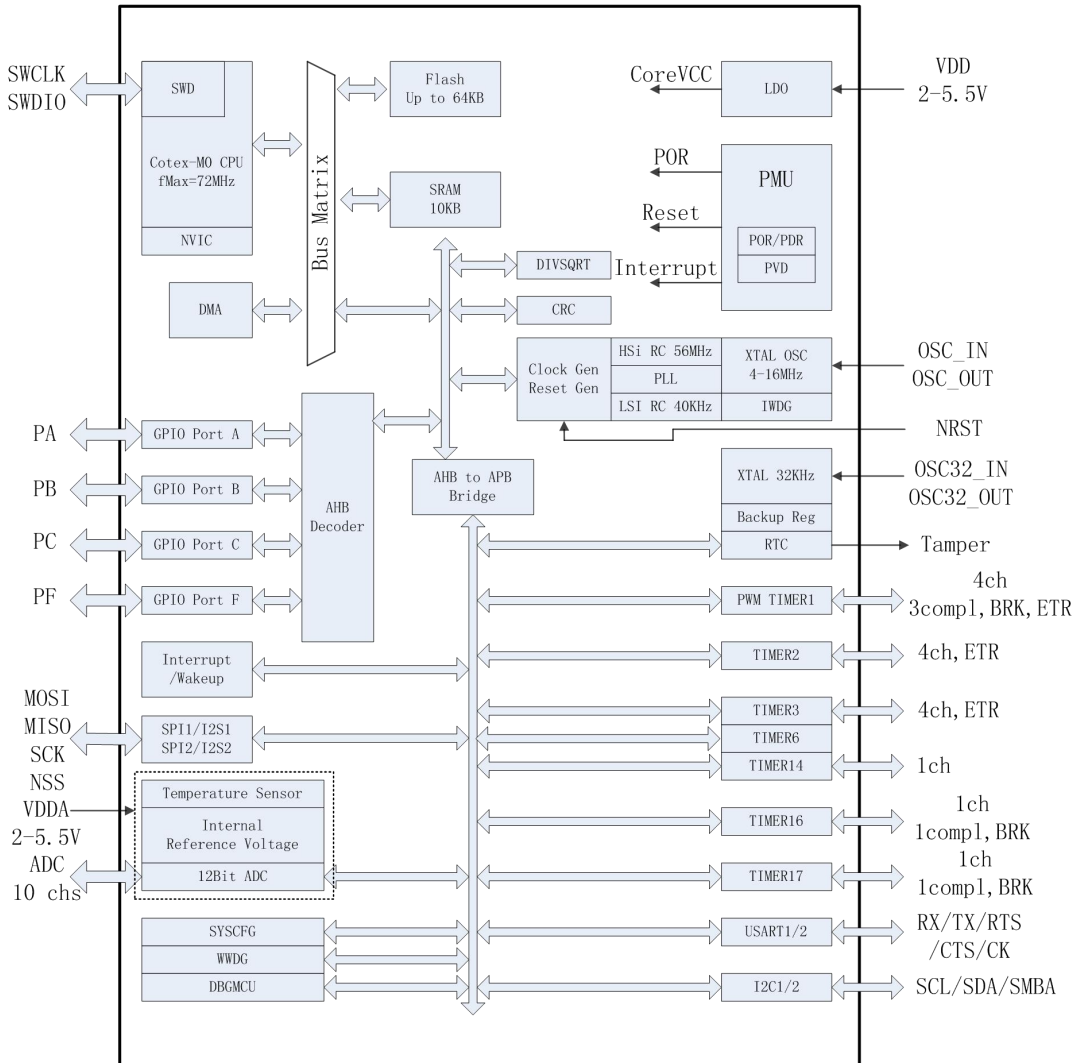 SWCLK
SWDIO
SWD
Cotex-M0 CPU
fMax=72MHz
NVIC
DMA
Bus Matrix
Flash
Up to 64KB
SRAM
10KB
DIVSQRT
CRC
CoreVCC
LDO
VDD
2-5.5V
POR
Reset
Interrupt
PMU
POR/PDR
PVD
Clock Gen
Reset Gen
HSi RC 56MHz
PLL
LSI RC 40KHz
XTAL OSC
4-16MHz
IWDG
OSC_IN
OSC_OUT
NRST
PA
GPIO Port A
PB
GPIO Port B
PC
GPIO Port C
PF
GPIO Port F
AHB
Decoder
AHB to APB
Bridge
XTAL 32KHz
Backup Reg
RTC
OSC32_IN
OSC32_OUT
Tamper
PWM TIMER1
4ch
3compl,BRK,ETR
Interrupt
/Wakeup
TIMER2
4ch,ETR
MOSI
MISO
SCK
NSS
SPI1/I2S1
SPI2/I2S2
TIMER3
4ch,ETR
TIMER6
TIMER14
1ch
VDDA
2-5.5V
ADC
10 chs
Temperature Sensor
Internal
Reference Voltage
12Bit ADC
TIMER16
1ch
1compl,BRK
TIMER17
1ch
1compl,BRK
SYSCFG
WWDG
DBGMCU
USART1/2
RX/TX/RTS
/CTS/CK
I2C1/2
SCL/SDA/SMBA